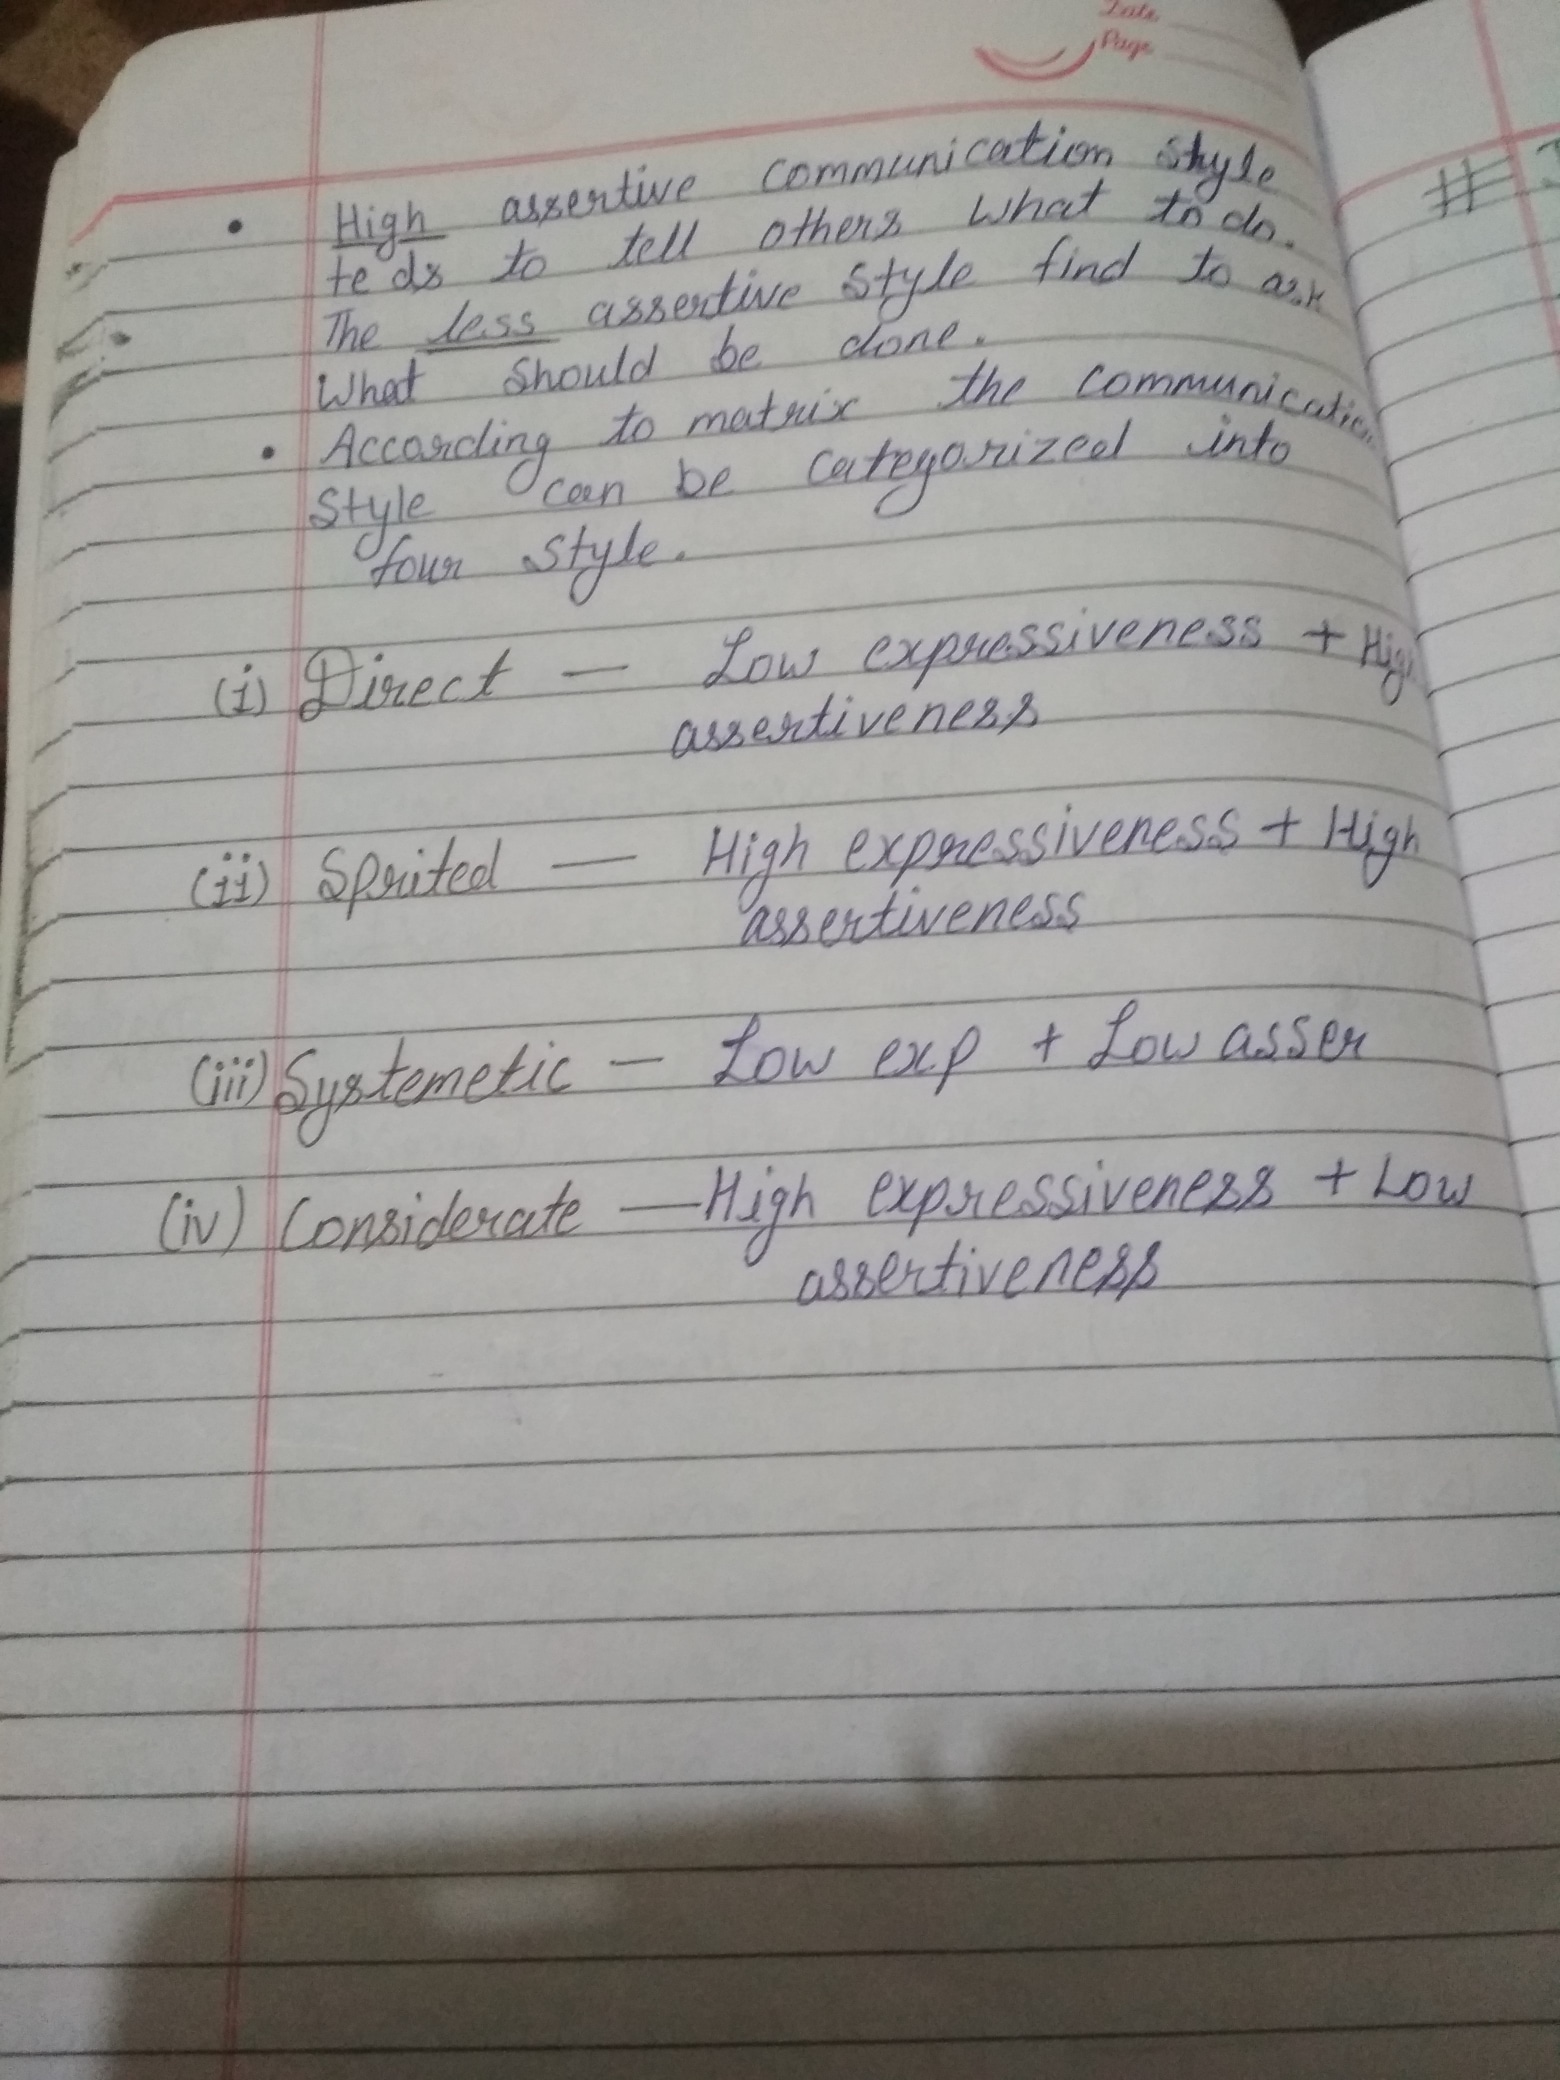 Date
Page
• High assertive communication style
teds to tell others what to do.
The less assertive style find to ask
What should be done.
• According to matrix the communication
Style can be categorized into
four style.
(i) Direct — Low expressiveness + High
assertiveness
(ii) Sprited — High expressiveness + High
assertiveness
(iii) Systemetic — Low exp + Low asser
(iv) Considerate — High expressiveness + Low
assertiveness
#